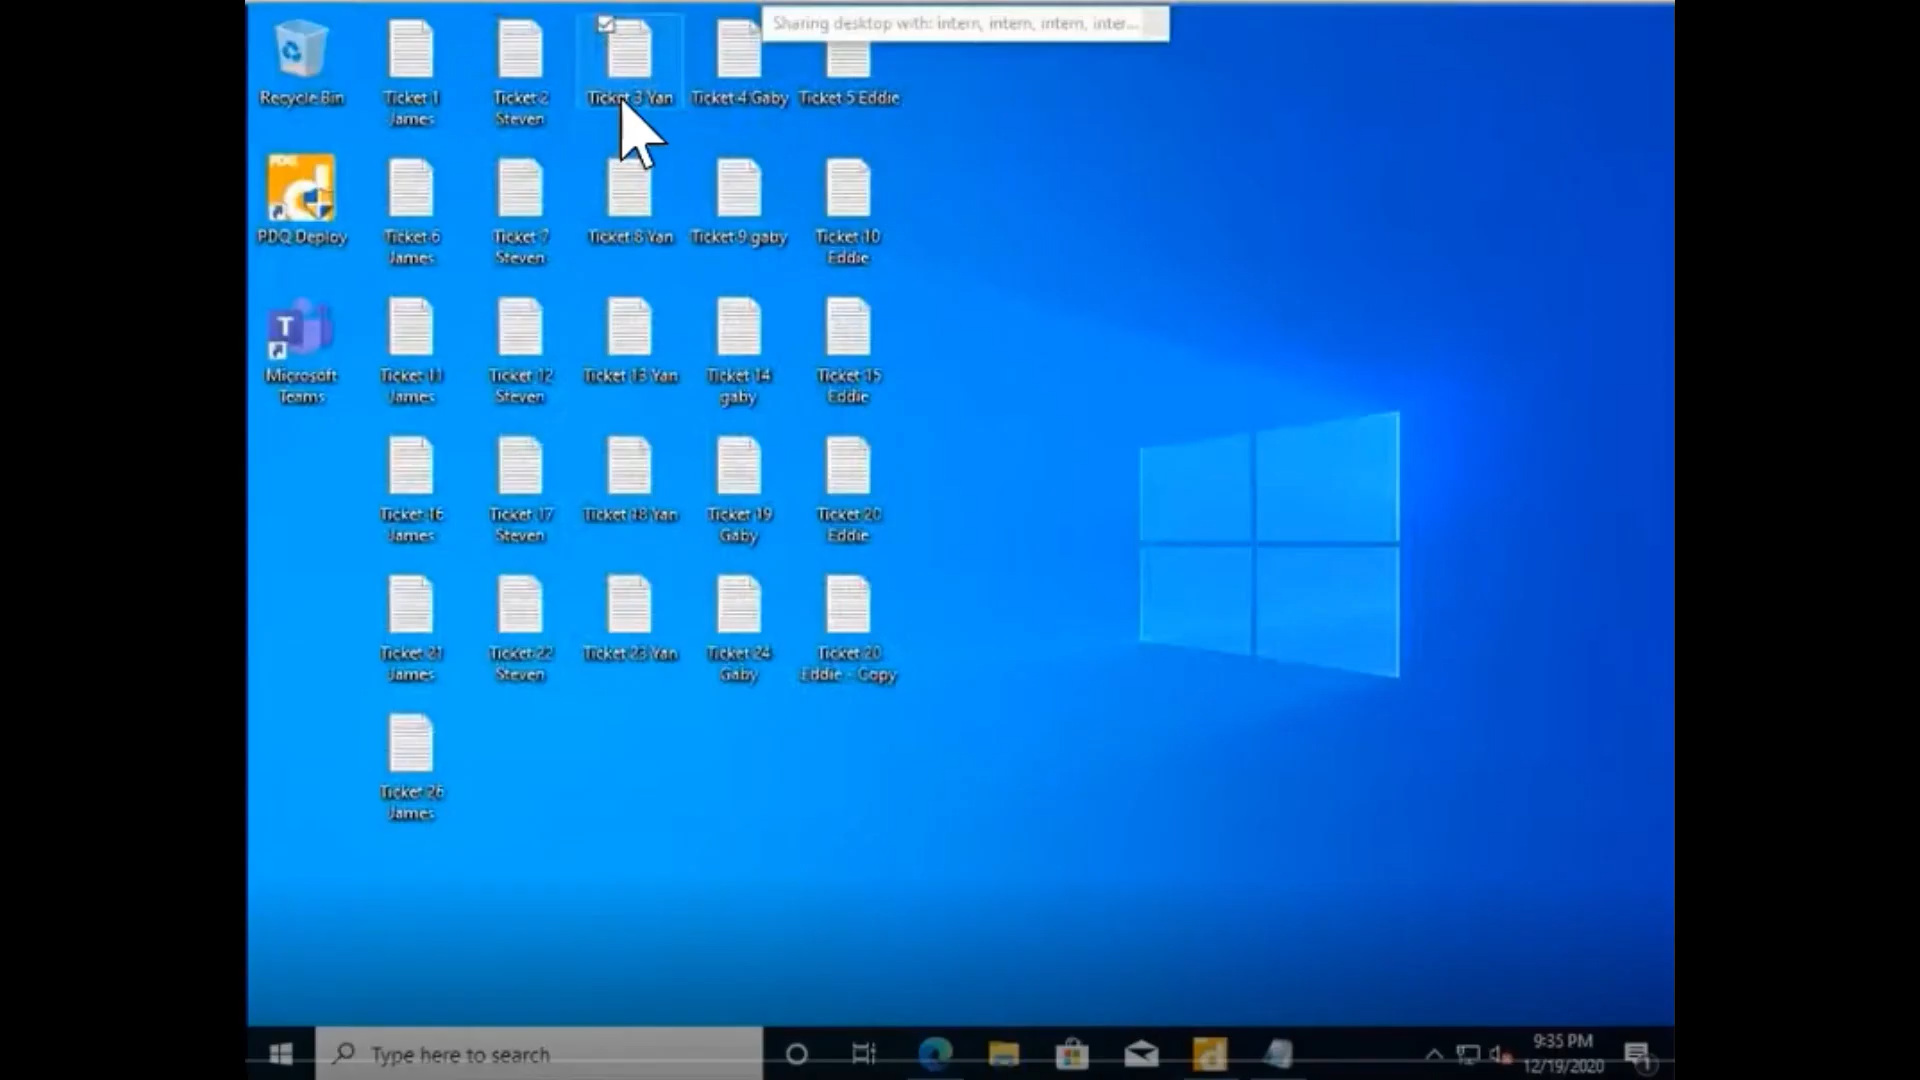 Sharing desktop with: intern, intern, intern, inter...
Recycle Bin
Ticket 1
James
Ticket 2
Steven
Ticket 3 Yan
Ticket 4 Gaby
Ticket 5 Eddie
PDQ Deploy
Ticket 6
James
Ticket 7
Steven
Ticket 8 Yan
Ticket 9 gaby
Ticket 10
Eddie
T
Microsoft
Teams
Ticket 11
James
Ticket 12
Steven
Ticket 13 Yan
Ticket 14
gaby
Ticket 15
Eddie
Ticket 16
James
Ticket 17
Steven
Ticket 18 Yan
Ticket 19
Gaby
Ticket 20
Eddie
Ticket 21
James
Ticket 22
Steven
Ticket 23 Yan
Ticket 24
Gaby
Ticket 20
Eddie - Copy
Ticket 26
James
Type here to search
9:35 PM
12/19/2020
1